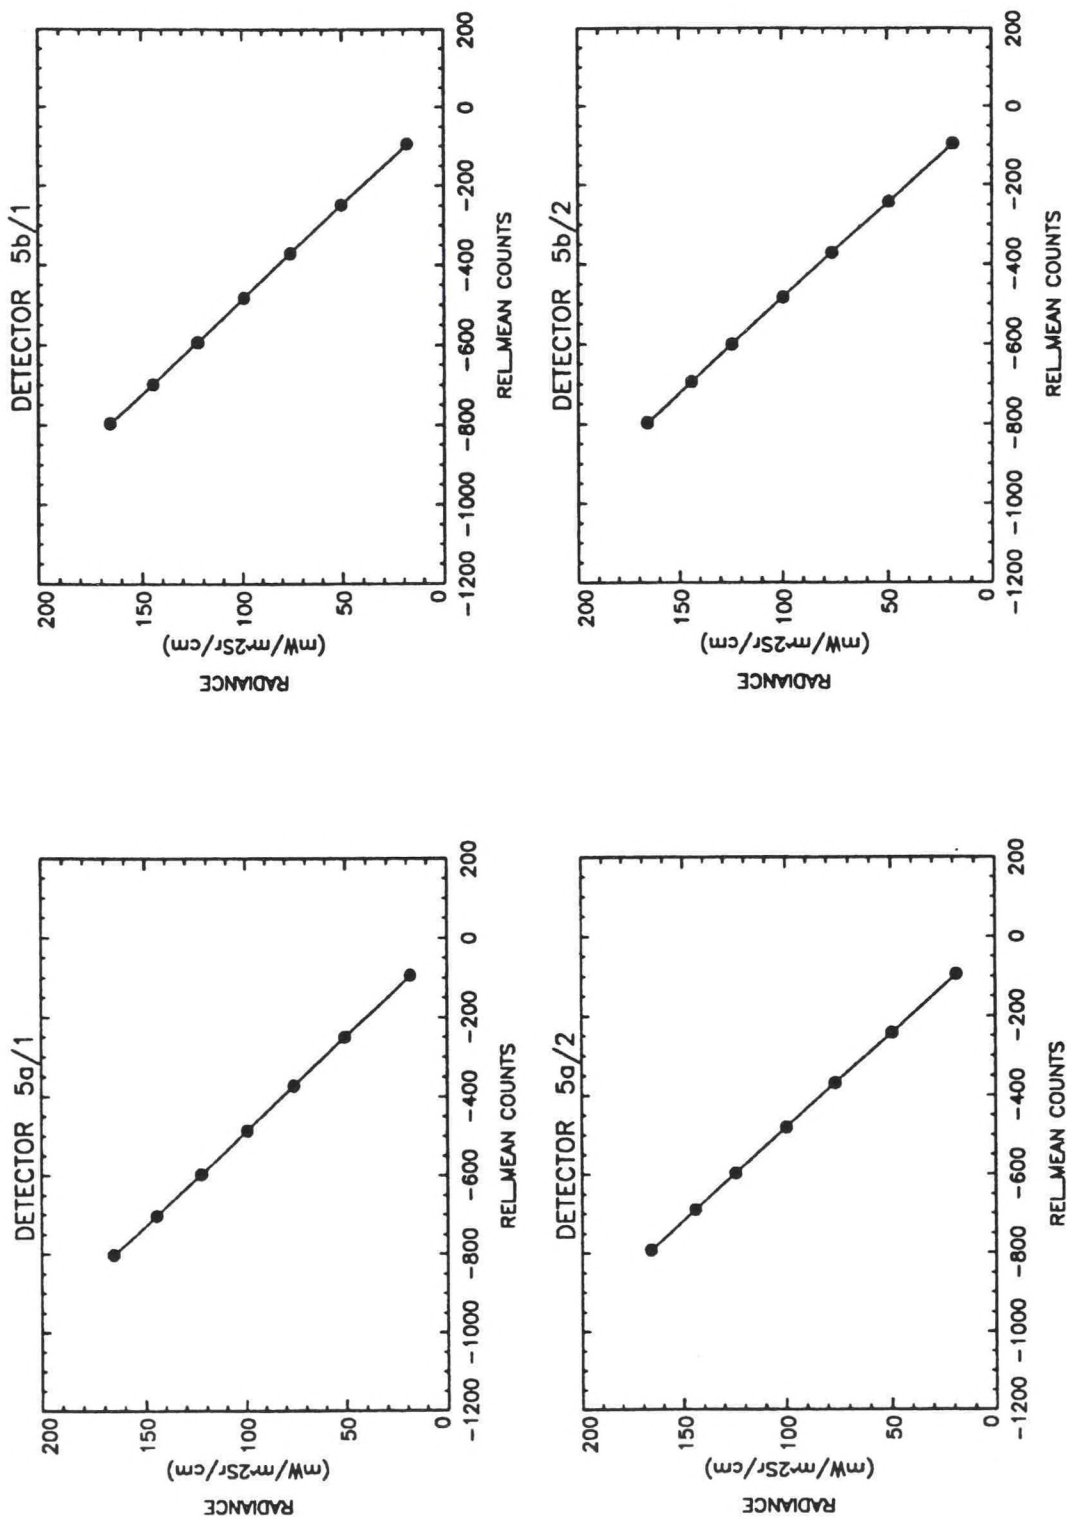 DETECTOR 5a/1
200
150
100
50
0
RADIANCE
(mW/m^2Sr/cm)
-1200 -1000 -800 -600 -400 -200 0 200
REL_MEAN COUNTS
DETECTOR 5b/1
200
150
100
50
0
RADIANCE
(mW/m^2Sr/cm)
-1200 -1000 -800 -600 -400 -200 0 200
REL_MEAN COUNTS
DETECTOR 5a/2
200
150
100
50
0
RADIANCE
(mW/m^2Sr/cm)
-1200 -1000 -800 -600 -400 -200 0 200
REL_MEAN COUNTS
DETECTOR 5b/2
200
150
100
50
0
RADIANCE
(mW/m^2Sr/cm)
-1200 -1000 -800 -600 -400 -200 0 200
REL_MEAN COUNTS